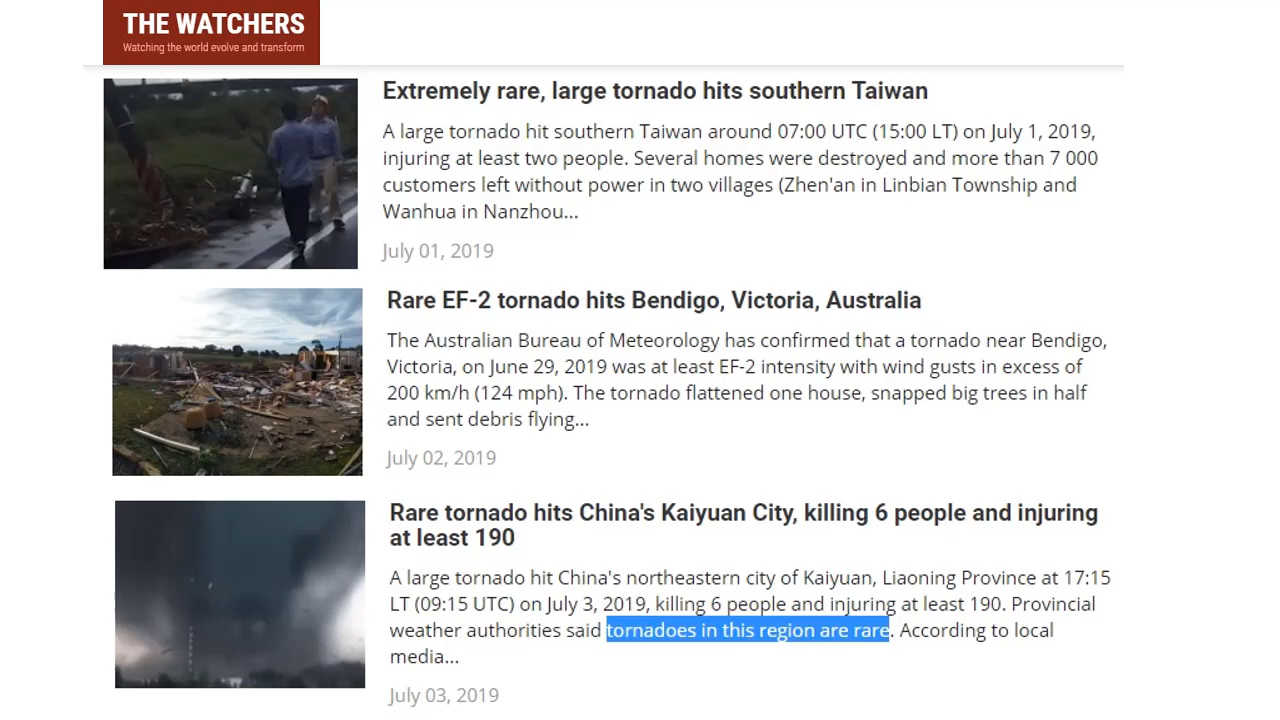 THE WATCHERS
Watching the world evolve and transform
Extremely rare, large tornado hits southern Taiwan
A large tornado hit southern Taiwan around 07:00 UTC (15:00 LT) on July 1, 2019,
injuring at least two people. Several homes were destroyed and more than 7 000
customers left without power in two villages (Zhen'an in Linbian Township and
Wanhua in Nanzhou...
July 01, 2019
Rare EF-2 tornado hits Bendigo, Victoria, Australia
The Australian Bureau of Meteorology has confirmed that a tornado near Bendigo,
Victoria, on June 29, 2019 was at least EF-2 intensity with wind gusts in excess of
200 km/h (124 mph). The tornado flattened one house, snapped big trees in half
and sent debris flying...
July 02, 2019
Rare tornado hits China's Kaiyuan City, killing 6 people and injuring
at least 190
A large tornado hit China's northeastern city of Kaiyuan, Liaoning Province at 17:15
LT (09:15 UTC) on July 3, 2019, killing 6 people and injuring at least 190. Provincial
weather authorities said tornadoes in this region are rare. According to local
media...
July 03, 2019